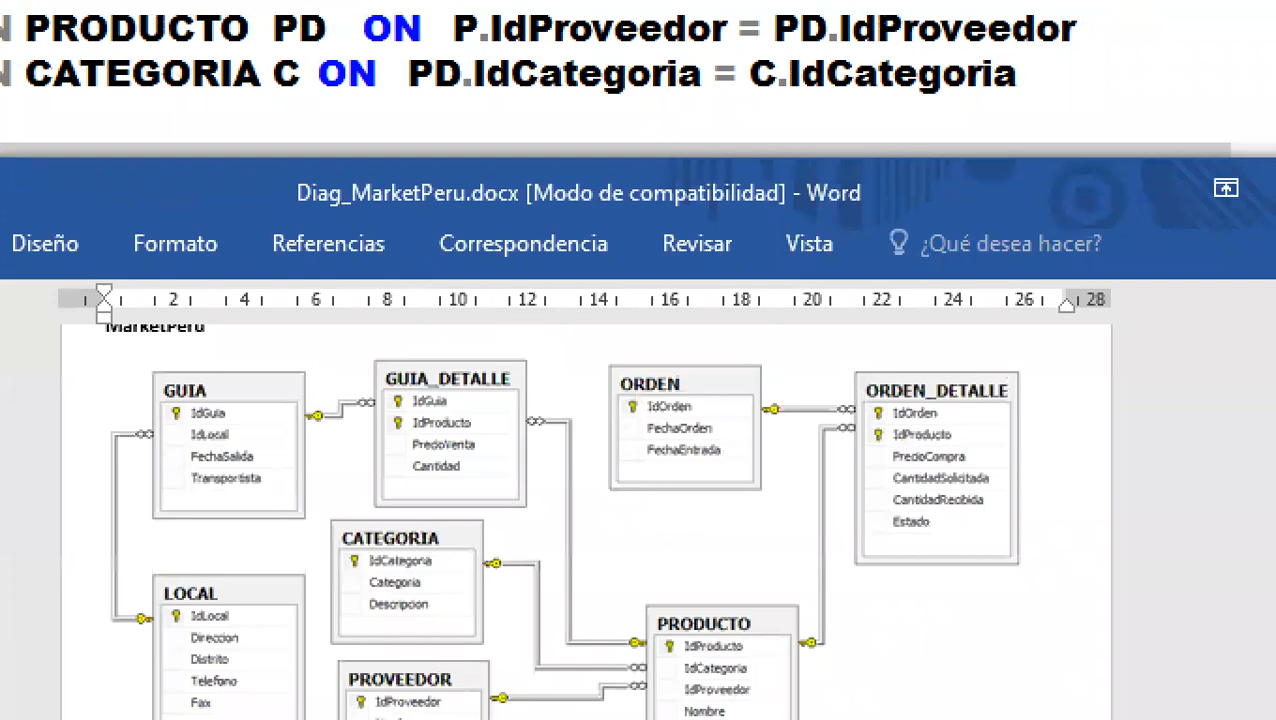 N PRODUCTO PD ON P.IdProveedor = PD.IdProveedor
N CATEGORIA C ON PD.IdCategoria = C.IdCategoria
Diag_MarketPeru.docx [Modo de compatibilidad] - Word
Diseño Formato Referencias Correspondencia Revisar Vista ¿Qué desea hacer?
2 4 6 8 10 12 14 16 18 20 22 24 26 28
MarketPeru
GUIA
IdGuia
IdLocal
FechaSalida
Transportista
GUIA_DETALLE
IdGuia
IdProducto
PrecioVenta
Cantidad
ORDEN
IdOrden
FechaOrden
FechaEntrada
ORDEN_DETALLE
IdOrden
IdProducto
PrecioCompra
CantidadSolicitada
CantidadRecibida
Estado
CATEGORIA
IdCategoria
Categoria
Descripcion
LOCAL
IdLocal
Direccion
Distrito
Telefono
Fax
PROVEEDOR
IdProveedor
PRODUCTO
IdProducto
IdCategoria
IdProveedor
Nombre